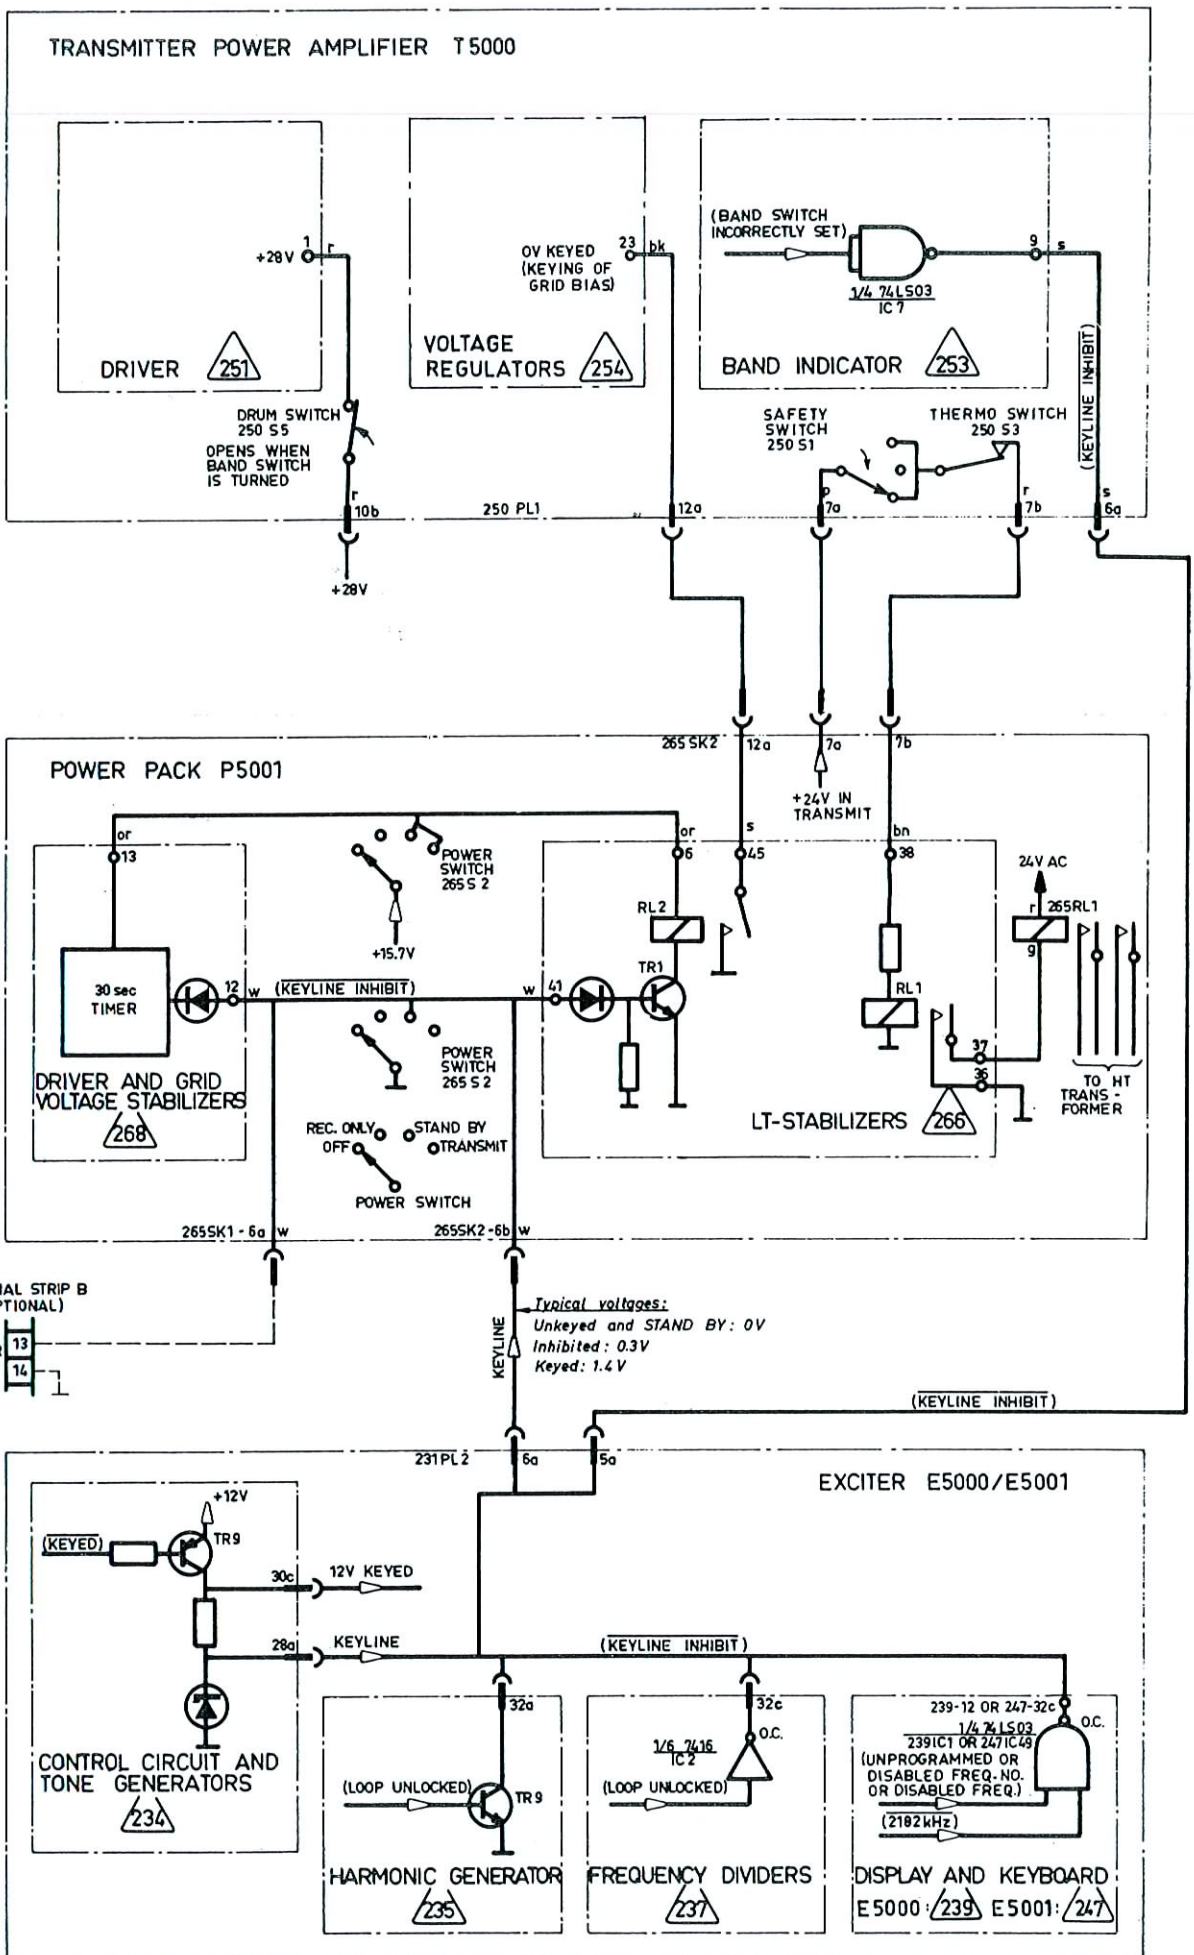 TRANSMITTER POWER AMPLIFIER T5000
+28V
1
r
DRIVER
251
DRUM SWITCH
250 S5
OPENS WHEN
BAND SWITCH
IS TURNED
r
10b
+28V
0V KEYED
(KEYING OF
GRID BIAS)
23
bk
VOLTAGE
REGULATORS
254
250 PL1
12a
(BAND SWITCH
INCORRECTLY SET)
1/4 74LS03
IC7
9
s
BAND INDICATOR
253
(KEYLINE INHIBIT)
SAFETY
SWITCH
250 S1
THERMO SWITCH
250 S3
p
7a
r
7b
s
6a
POWER PACK P5001
265 SK2
12a
7a
7b
+24V IN
TRANSMIT
or
13
30 sec
TIMER
12
w
DRIVER AND GRID
VOLTAGE STABILIZERS
268
POWER
SWITCH
265 S 2
+15.7V
(KEYLINE INHIBIT)
POWER
SWITCH
265 S 2
REC. ONLY
STAND BY
OFF
TRANSMIT
POWER SWITCH
or
6
s
45
bn
38
RL2
TR1
w
41
RL1
37
36
LT-STABILIZERS
266
24V AC
r
265RL1
g
TO HT
TRANS-
FORMER
265SK1-6a
w
265SK2-6b
w
AL STRIP B
PTIONAL)
13
14
KEYLINE
Typical voltages:
Unkeyed and STAND BY: 0V
Inhibited: 0.3V
Keyed: 1.4V
(KEYLINE INHIBIT)
231PL2
6a
5a
EXCITER E5000/E5001
+12V
(KEYED)
TR9
30c
12V KEYED
28a
KEYLINE
(KEYLINE INHIBIT)
CONTROL CIRCUIT AND
TONE GENERATORS
234
32a
(LOOP UNLOCKED)
TR9
HARMONIC GENERATOR
235
32c
O.C.
1/6 7416
IC2
(LOOP UNLOCKED)
FREQUENCY DIVIDERS
237
239-12 OR 247-32c
O.C.
1/4 74LS03
239IC1 OR 247IC49
(UNPROGRAMMED OR
DISABLED FREQ.-NO.
OR DISABLED FREQ.)
(2182kHz)
DISPLAY AND KEYBOARD
E5000: 239 E5001: 247